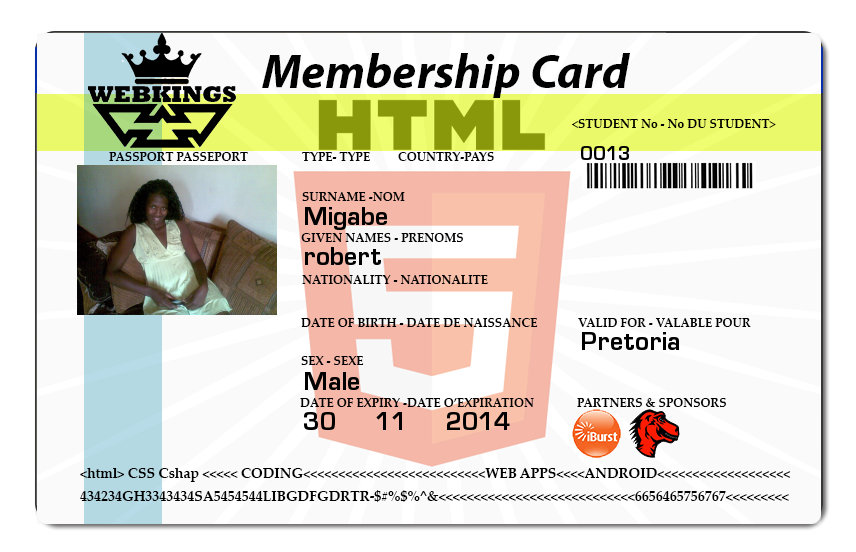 Membership Card
WEBKINGS
HTML
<STUDENT No - No DU STUDENT>
PASSPORT PASSEPORT
TYPE- TYPE
COUNTRY-PAYS
0013
SURNAME -NOM
Migabe
GIVEN NAMES - PRENOMS
robert
NATIONALITY - NATIONALITE
DATE OF BIRTH - DATE DE NAISSANCE
VALID FOR - VALABLE POUR
Pretoria
SEX - SEXE
Male
DATE OF EXPIRY -DATE O'EXPIRATION
30 11 2014
PARTNERS & SPONSORS
iBurst
<html> CSS Cshap <<<<< CODING<<<<<<<<<<<<<<<<<<<<<<<<<<WEB APPS<<<<ANDROID<<<<<<<<<<<<<<<<<<<
434234GH3343434SA5454544LIBGDFGDRTR-$#%$%^&<<<<<<<<<<<<<<<<<<<<<<<<<<<<6656465756767<<<<<<<<<